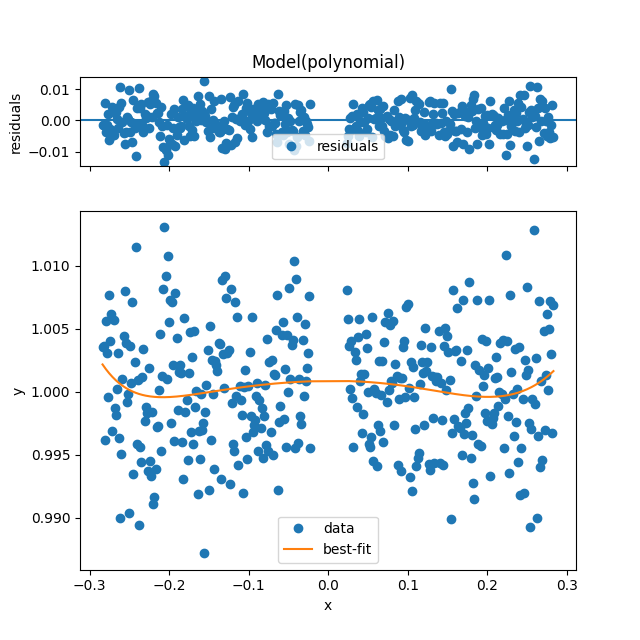 Model(polynomial)
0.01
0.00
−0.01
residuals
residuals
1.010
1.005
1.000
0.995
0.990
y
data
best-fit
−0.3 −0.2 −0.1 0.0 0.1 0.2 0.3
x